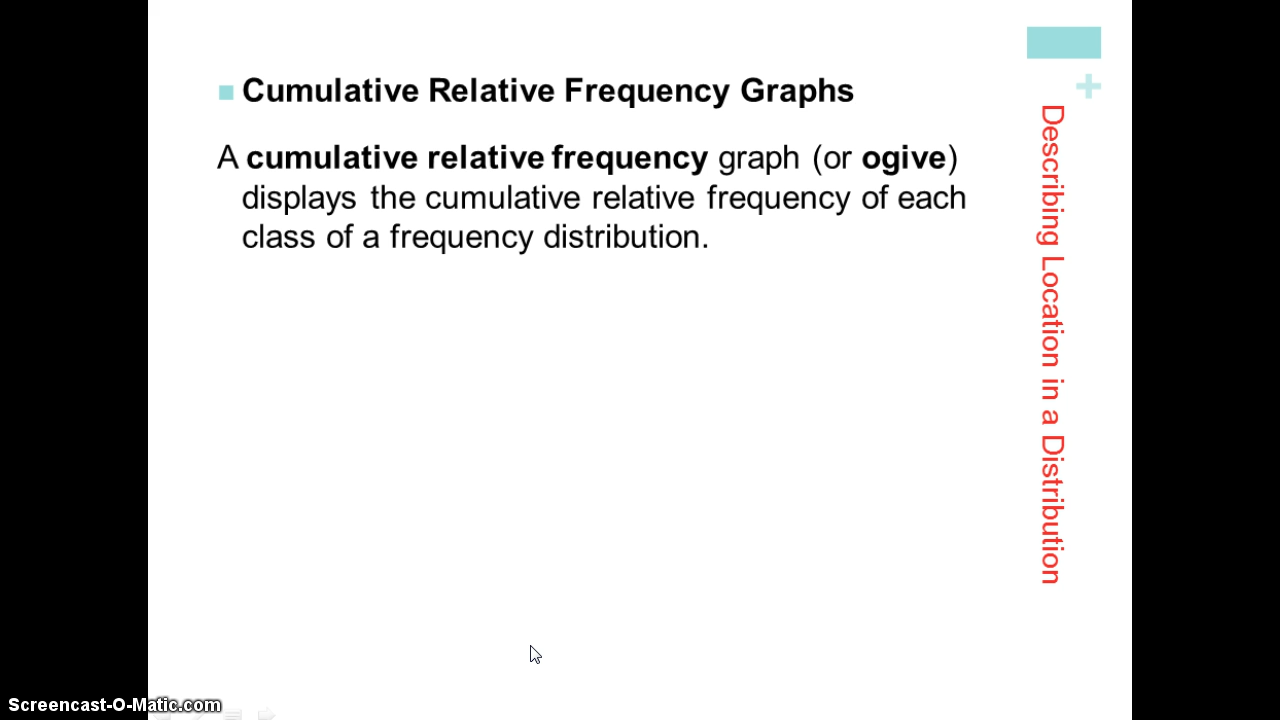 Cumulative Relative Frequency Graphs
A cumulative relative frequency graph (or ogive)
displays the cumulative relative frequency of each
class of a frequency distribution.
+
Describing Location in a Distribution
Screencast-O-Matic.com